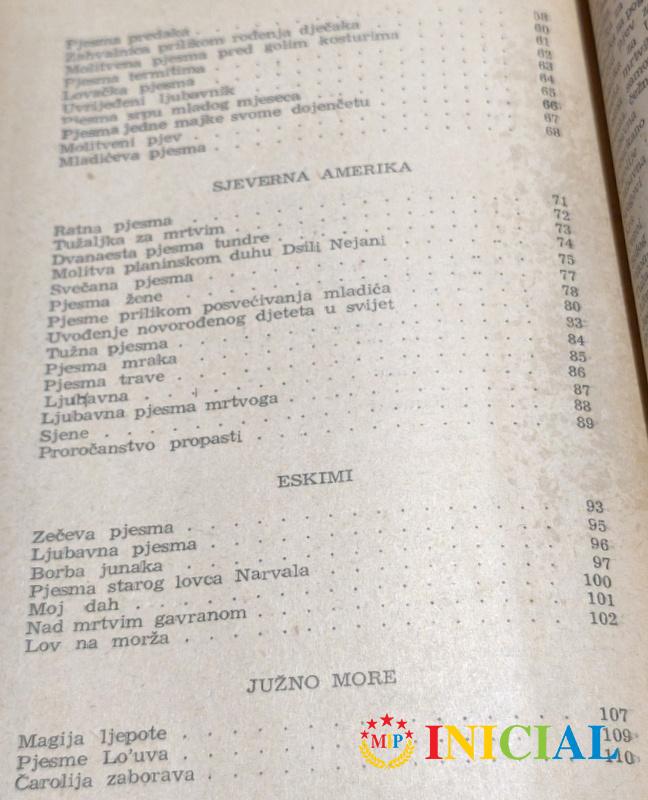 Pjesma predaka 58
Zahvalnica prilikom rođenja dječaka 60
Molitvena pjesma pred golim kosturima 61
Pjesma termitima 62
Lovačka pjesma 63
Uvrijeđeni ljubavnik 64
Pjesma srpu mladog mjeseca 65
Pjesma jedne majke svome dojenčetu 66
Molitveni pjev 67
Mladićeva pjesma 68
SJEVERNA AMERIKA
Ratna pjesma 71
Tužaljka za mrtvim 72
Dvanaesta pjesma tundre 73
Molitva planinskom duhu Dsili Nejani 74
Svečana pjesma 75
Pjesma žene 77
Pjesme prilikom posvećivanja mladića 78
Uvođenje novorođenog djeteta u svijet 80
Tužna pjesma 83
Pjesma mraka 84
Pjesma trave 85
Ljubavna 86
Ljubavna pjesma mrtvoga 87
Sjene 88
Proročanstvo propasti 89
ESKIMI
Zečeva pjesma 93
Ljubavna pjesma 95
Borba junaka 96
Pjesma starog lovca Narvala 97
Moj dah 100
Nad mrtvim gavranom 101
Lov na morža 102
JUŽNO MORE
Magija ljepote 107
Pjesme Lo'uva 109
Čarolija zaborava 110
MIP INICIAL